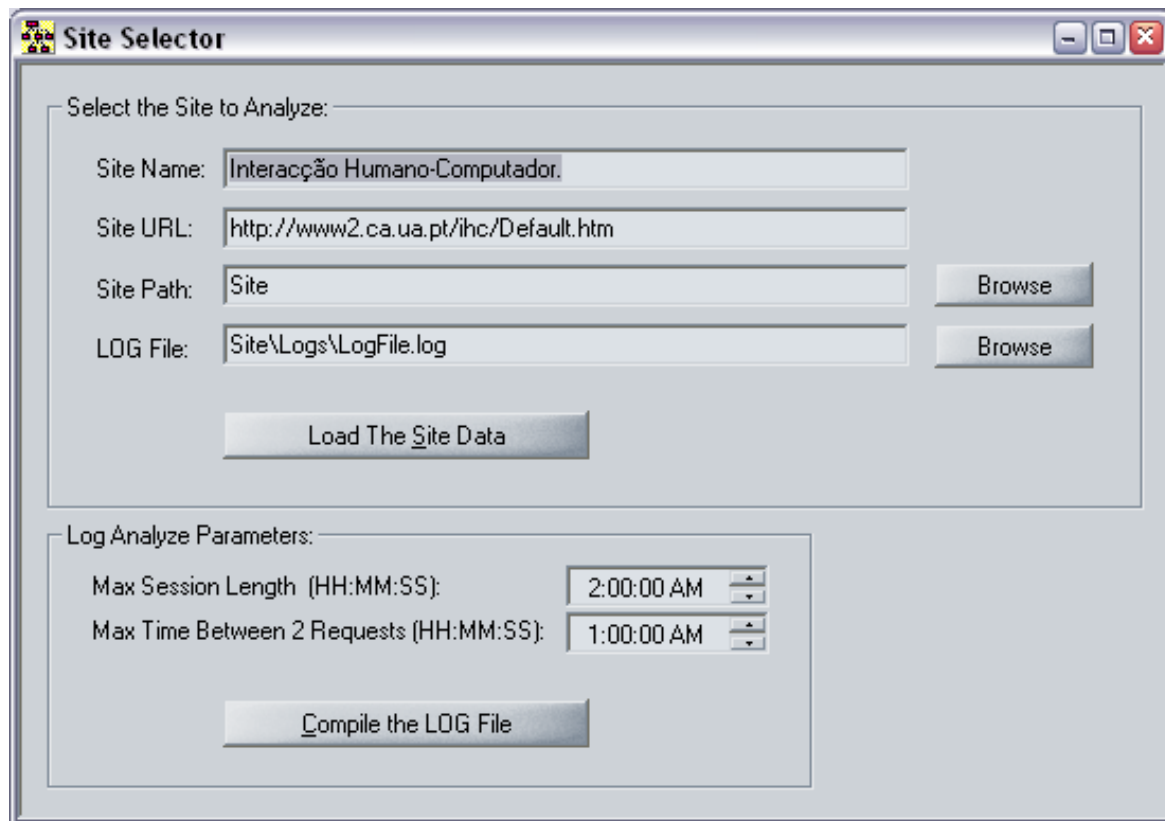 Site Selector
Select the Site to Analyze:
Site Name: Interacção Humano-Computador.
Site URL: http://www2.ca.ua.pt/ihc/Default.htm
Site Path: Site Browse
LOG File: Site\Logs\LogFile.log Browse
Load The Site Data
Log Analyze Parameters:
Max Session Length (HH:MM:SS): 2:00:00 AM
Max Time Between 2 Requests (HH:MM:SS): 1:00:00 AM
Compile the LOG File